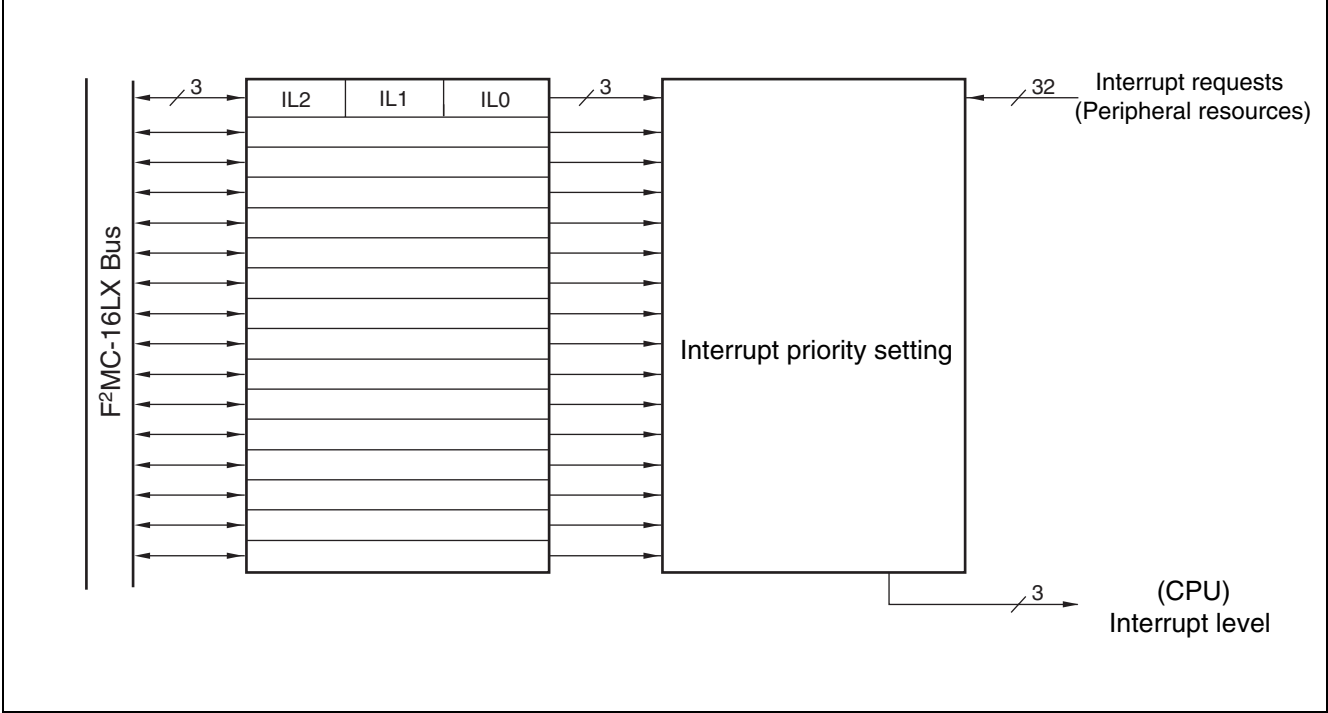 3
IL2 IL1 IL0
3
32
Interrupt requests
(Peripheral resources)
F²MC-16LX Bus
Interrupt priority setting
3
(CPU)
Interrupt level